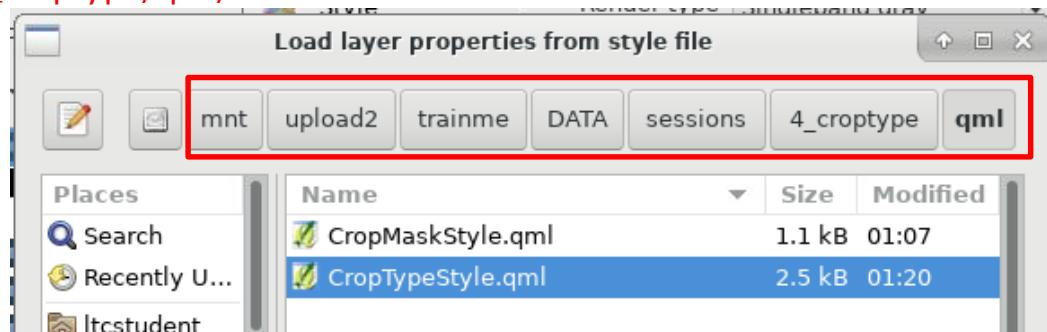 Load layer properties from style file
mnt upload2 trainme DATA sessions 4_croptype qml
Places Name Size Modified
Search CropMaskStyle.qml 1.1 kB 01:07
Recently U... CropTypeStyle.qml 2.5 kB 01:20
ltcstudent